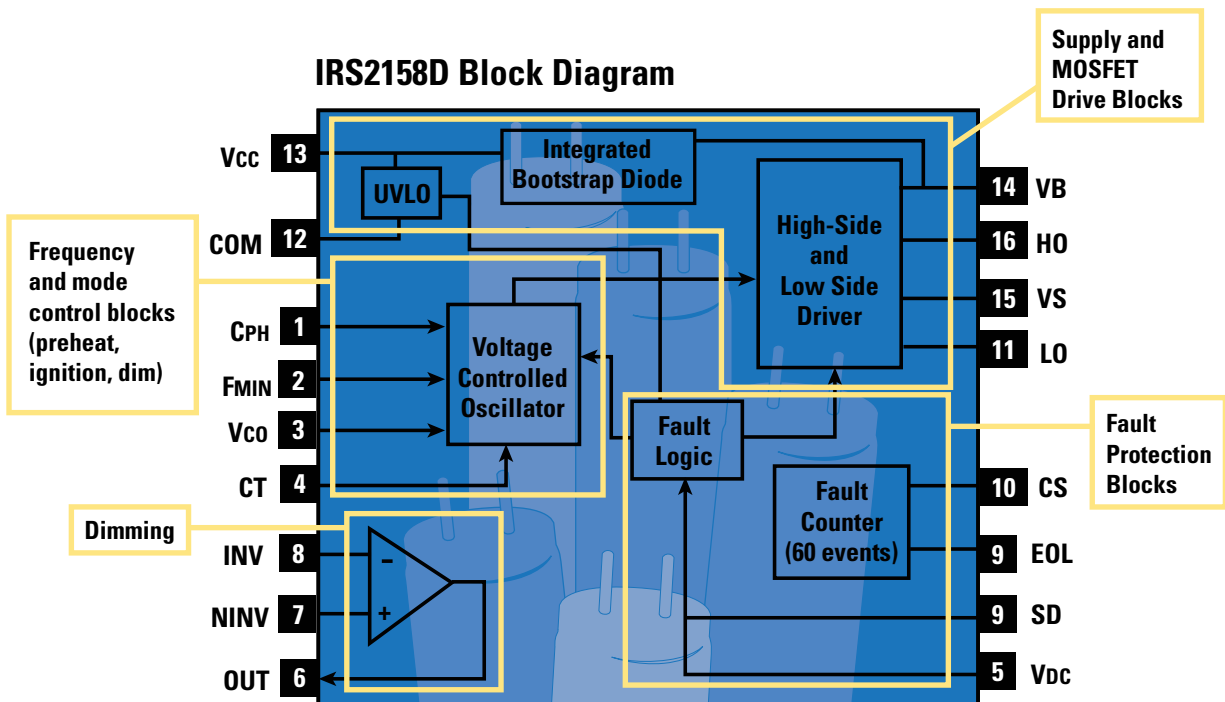 IRS2158D Block Diagram
Supply and
MOSFET
Drive Blocks
Frequency
and mode
control blocks
(preheat,
ignition, dim)
Dimming
VCC 13
COM 12
CPH 1
FMIN 2
VCO 3
CT 4
INV 8
NINV 7
OUT 6
Integrated
Bootstrap Diode
UVLO
High-Side
and
Low Side
Driver
Voltage
Controlled
Oscillator
Fault
Logic
Fault
Counter
(60 events)
-
+
14 VB
16 HO
15 VS
11 LO
10 CS
9 EOL
9 SD
5 VDC
Fault
Protection
Blocks